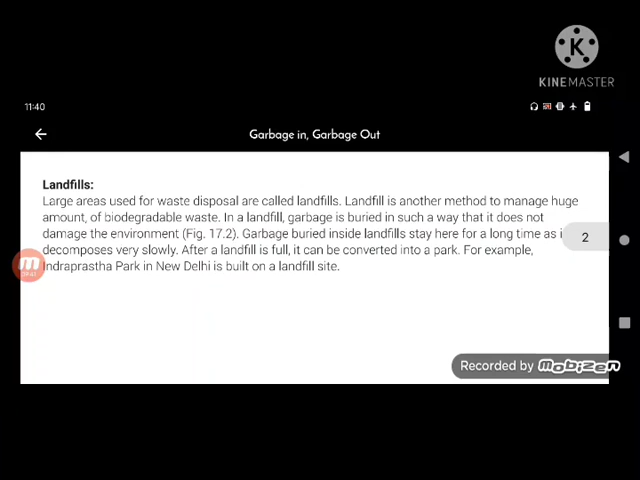 KINEMASTER
11:40
Garbage in, Garbage Out
Landfills:
Large areas used for waste disposal are called landfills. Landfill is another method to manage huge
amount, of biodegradable waste. In a landfill, garbage is buried in such a way that it does not
damage the environment (Fig. 17.2). Garbage buried inside landfills stay here for a long time as i
2
decomposes very slowly. After a landfill is full, it can be converted into a park. For example,
Indraprastha Park in New Delhi is built on a landfill site.
Recorded by Mobizen